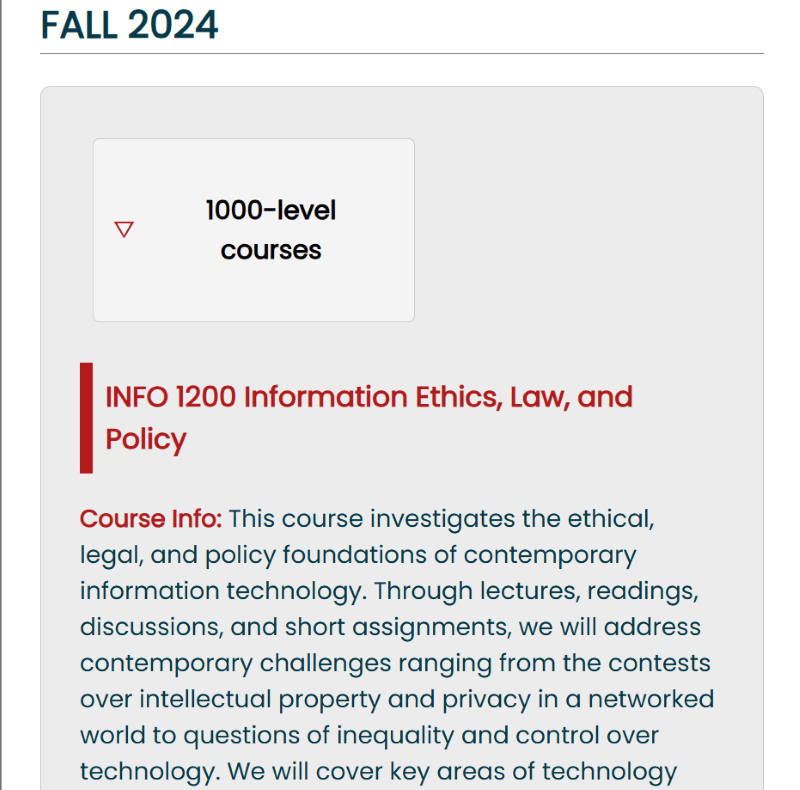 FALL 2024
1000-level
courses
INFO 1200 Information Ethics, Law, and
Policy
Course Info: This course investigates the ethical,
legal, and policy foundations of contemporary
information technology. Through lectures, readings,
discussions, and short assignments, we will address
contemporary challenges ranging from the contests
over intellectual property and privacy in a networked
world to questions of inequality and control over
technology. We will cover key areas of technology